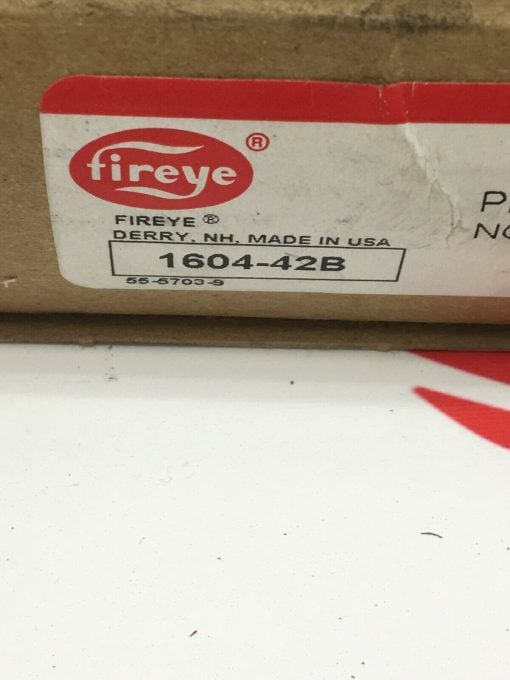 fireye ®
FIREYE ®
DERRY, NH, MADE IN USA
1604-42B
55-5703-9